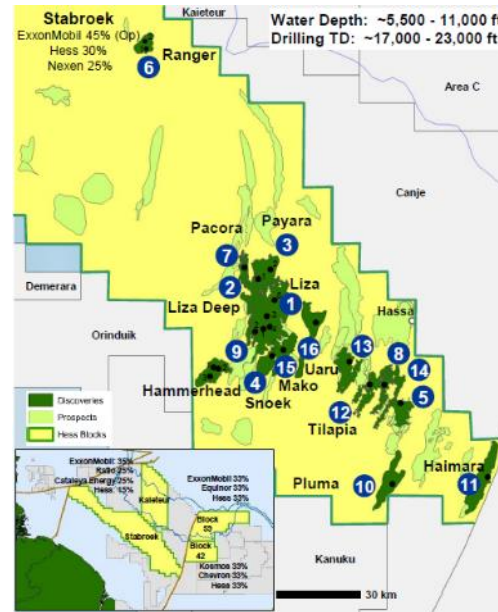 Kaieteur
Water Depth: ~5,500 - 11,000 ft
Drilling TD: ~17,000 - 23,000 ft
Stabroek
ExxonMobil 45% (Op)
Hess 30%
Nexen 25%
Ranger
6
Area C
Canje
Pacora
Payara
7
3
2
Liza
1
Liza Deep
Demerara
Hassa
Orinduik
13
8
9
16
14
15
Uaru
5
Hammerhead
4
Mako
Snoek
12
Tilapia
Discoveries
Prospects
Hess Blocks
Haimara
Pluma
10
11
Kanuku
30 km
ExxonMobil 35%
Ratio 25%
Cataleya Energy 25%
Hess 15%
Kaieteur
ExxonMobil 33%
Equinor 33%
Hess 33%
Stabroek
Block
Block
42
Kosmos 33%
Chevron 33%
Hess 33%